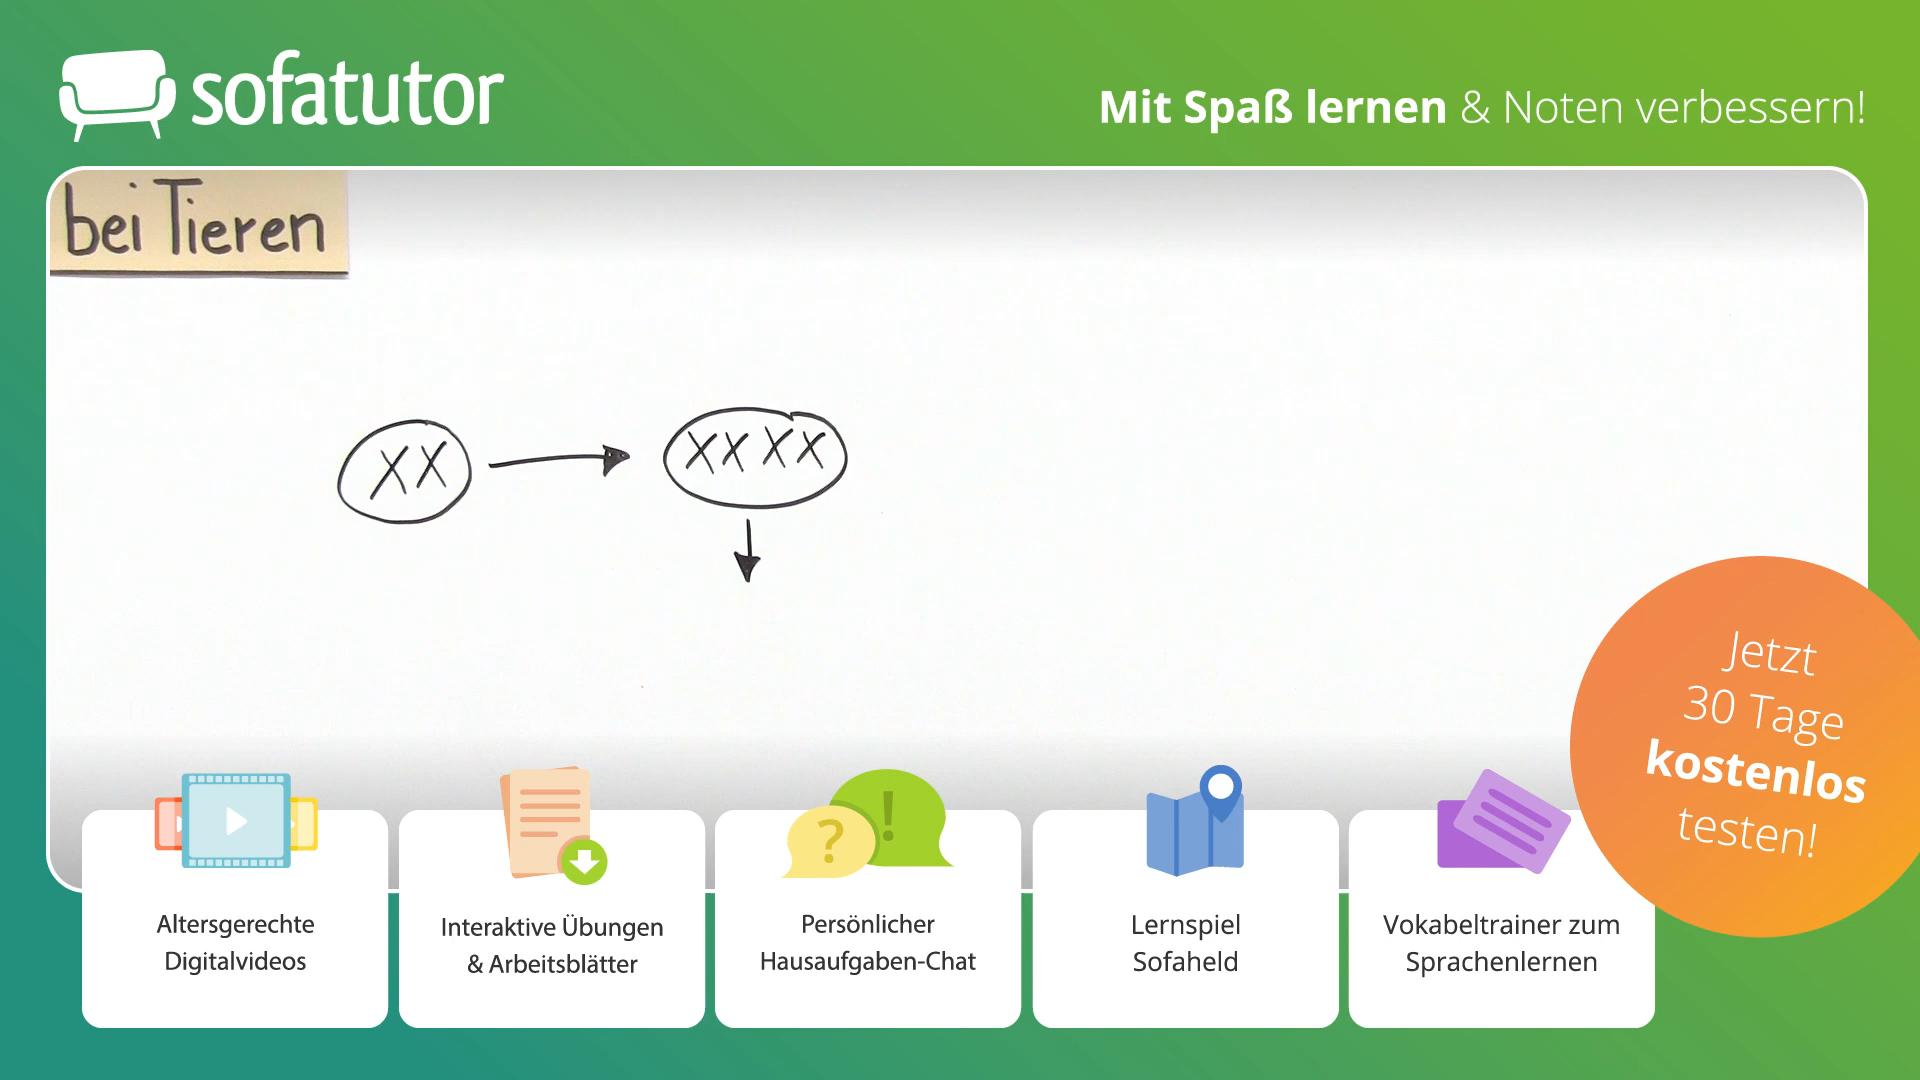 sofatutor
Mit Spaß lernen & Noten verbessern!
bei Tieren
XX
XXXX
Jetzt
30 Tage
kostenlos
testen!
?
!
Altersgerechte
Digitalvideos
Interaktive Übungen
& Arbeitsblätter
Persönlicher
Hausaufgaben-Chat
Lernspiel
Sofaheld
Vokabeltrainer zum
Sprachenlernen